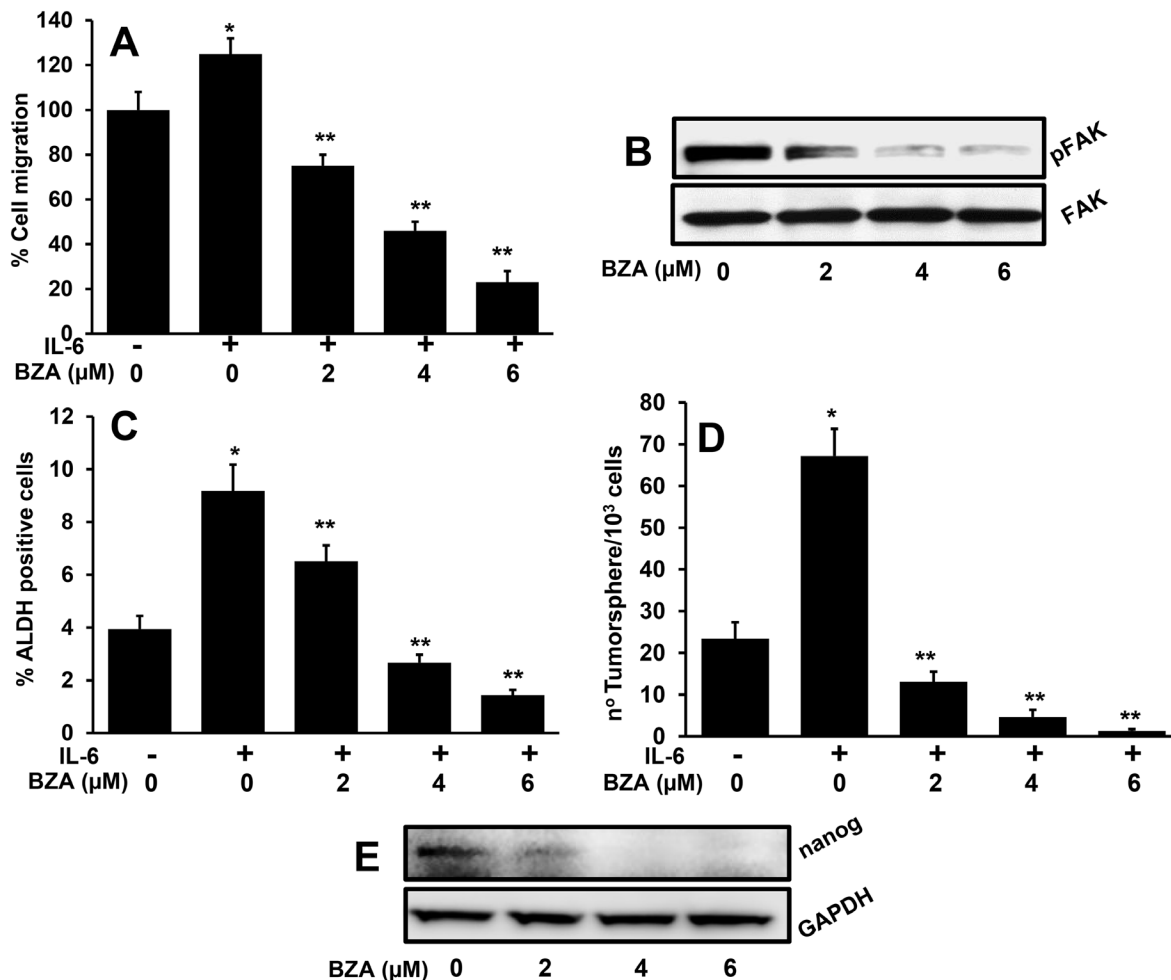 A
% Cell migration
140
120
100
80
60
40
20
0
IL-6 - + + + +
BZA (µM) 0 0 2 4 6
* ** ** **
B
pFAK
FAK
BZA (µM) 0 2 4 6
C
% ALDH positive cells
12
10
8
6
4
2
0
* ** ** **
IL-6 - + + + +
BZA (µM) 0 0 2 4 6
D
nº Tumorsphere/10³ cells
80
70
60
50
40
30
20
10
0
* ** ** **
IL-6 - + + + +
BZA (µM) 0 0 2 4 6
E
nanog
GAPDH
BZA (µM) 0 2 4 6